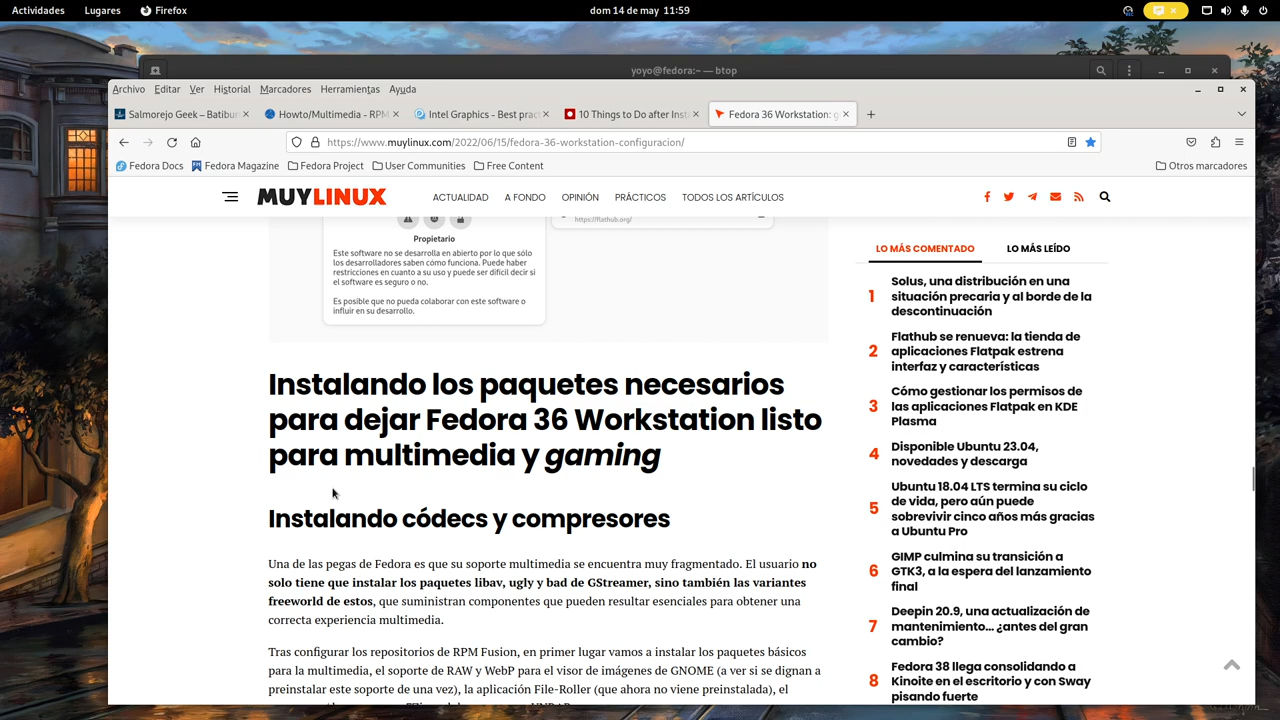 Actividades Lugares Firefox dom 14 de may 11:59
yoyo@fedora:~ — btop
Archivo Editar Ver Historial Marcadores Herramientas Ayuda
Salmorejo Geek – Batibur
Howto/Multimedia - RPM
Intel Graphics - Best prac
10 Things to Do after Inst
Fedora 36 Workstation: g
https://www.muylinux.com/2022/06/15/fedora-36-workstation-configuracion/
Fedora Docs Fedora Magazine Fedora Project User Communities Free Content Otros marcadores
MUYLINUX ACTUALIDAD A FONDO OPINIÓN PRÁCTICOS TODOS LOS ARTÍCULOS
https://flathub.org/
Propietario
Este software no se desarrolla en abierto por lo que sólo
los desarrolladores saben cómo funciona. Puede haber
restricciones en cuanto a su uso y puede ser difícil decir si
el software es seguro o no.
Es posible que no pueda colaborar con este software o
influir en su desarrollo.
Instalando los paquetes necesarios
para dejar Fedora 36 Workstation listo
para multimedia y gaming
Instalando códecs y compresores
Una de las pegas de Fedora es que su soporte multimedia se encuentra muy fragmentado. El usuario no
solo tiene que instalar los paquetes libav, ugly y bad de GStreamer, sino también las variantes
freeworld de estos, que suministran componentes que pueden resultar esenciales para obtener una
correcta experiencia multimedia.
Tras configurar los repositorios de RPM Fusion, en primer lugar vamos a instalar los paquetes básicos
para la multimedia, el soporte de RAW y WebP para el visor de imágenes de GNOME (a ver si se dignan a
preinstalar este soporte de una vez), la aplicación File-Roller (que ahora no viene preinstalada), el
LO MÁS COMENTADO LO MÁS LEÍDO
1 Solus, una distribución en una
situación precaria y al borde de la
descontinuación
2 Flathub se renueva: la tienda de
aplicaciones Flatpak estrena
interfaz y características
3 Cómo gestionar los permisos de
las aplicaciones Flatpak en KDE
Plasma
4 Disponible Ubuntu 23.04,
novedades y descarga
5 Ubuntu 18.04 LTS termina su ciclo
de vida, pero aún puede
sobrevivir cinco años más gracias
a Ubuntu Pro
6 GIMP culmina su transición a
GTK3, a la espera del lanzamiento
final
7 Deepin 20.9, una actualización de
mantenimiento... ¿antes del gran
cambio?
8 Fedora 38 llega consolidando a
Kinoite en el escritorio y con Sway
pisando fuerte